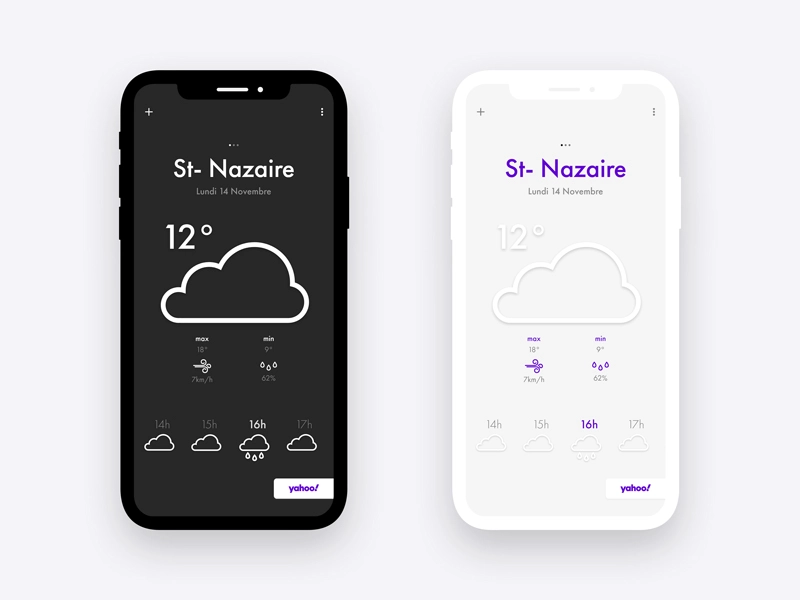 St- Nazaire
Lundi 14 Novembre
12°
max
min
18°
9°
7km/h
62%
14h
15h
16h
17h
yahoo!
St- Nazaire
Lundi 14 Novembre
12°
max
min
18°
9°
7km/h
62%
14h
15h
16h
17h
yahoo!